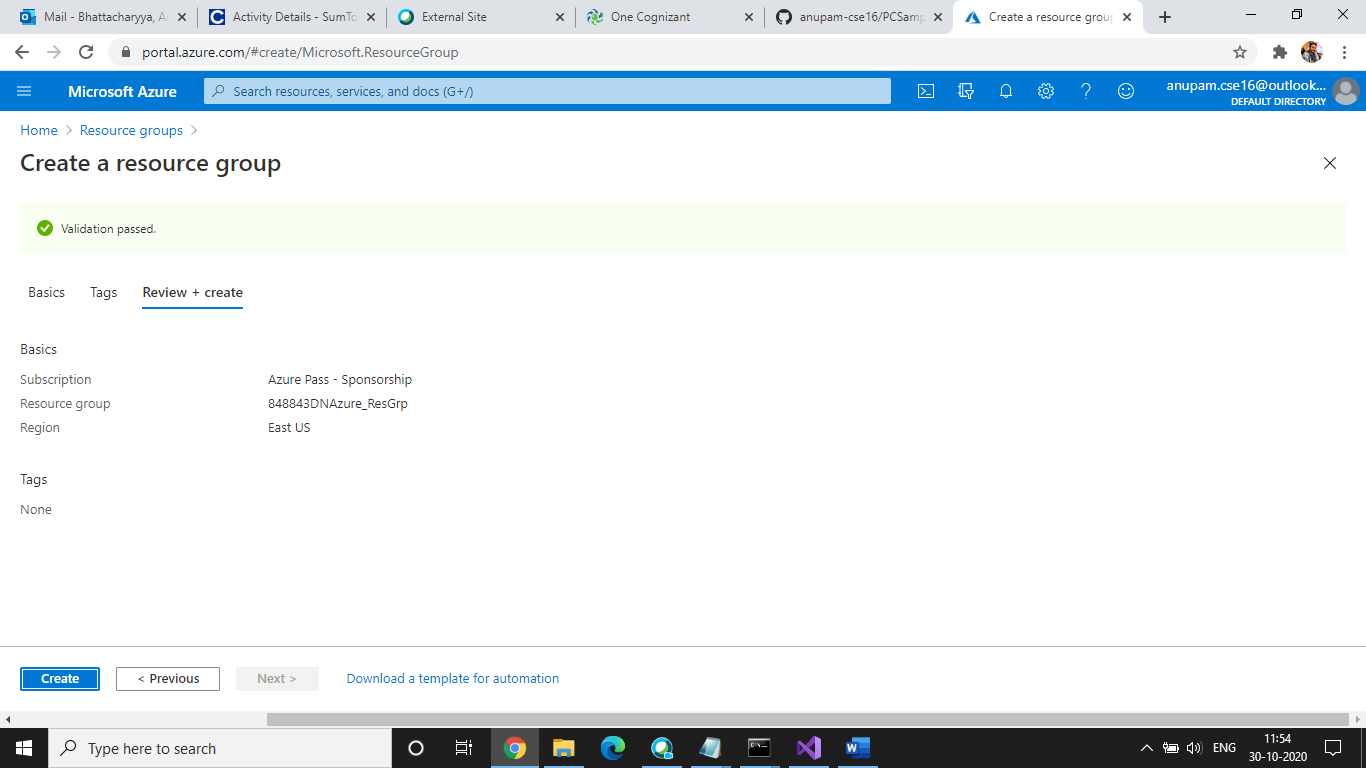 Mail - Bhattacharyya, A
Activity Details - SumTo
External Site
One Cognizant
anupam-cse16/PCSamp
Create a resource group
portal.azure.com/#create/Microsoft.ResourceGroup
Microsoft Azure
Search resources, services, and docs (G+/)
anupam.cse16@outlook...
DEFAULT DIRECTORY
Home > Resource groups >
Create a resource group
Validation passed.
Basics Tags Review + create
Basics
Subscription Azure Pass - Sponsorship
Resource group 848843DNAzure_ResGrp
Region East US
Tags
None
Create < Previous Next > Download a template for automation
Type here to search
ENG
11:54
30-10-2020